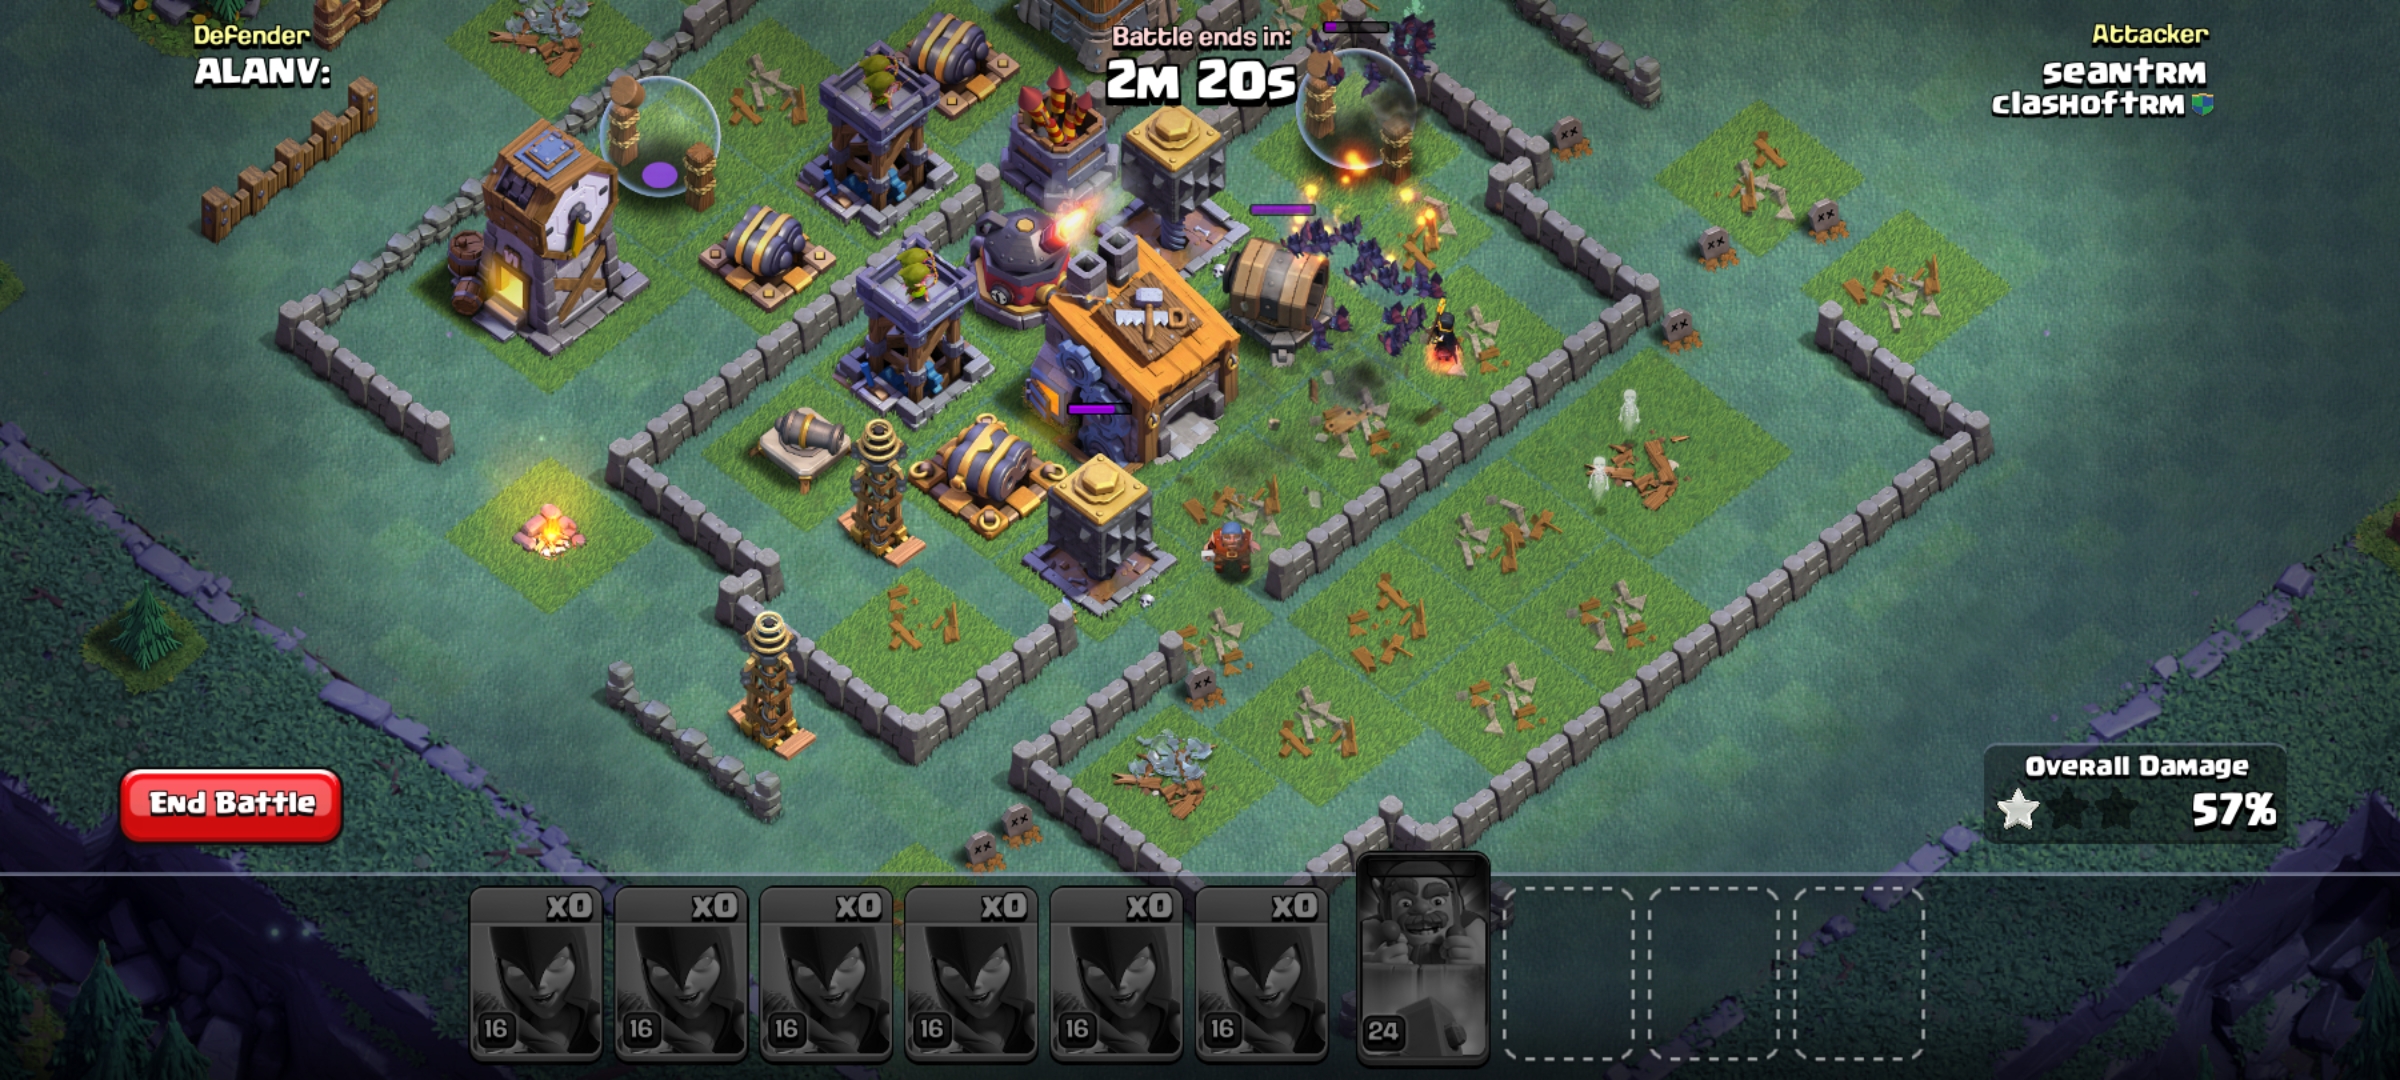 Defender
ALANV:
Battle ends in:
2M 20S
Attacker
seantRM
clashoftRM
End Battle
Overall Damage
57%
x0
x0
x0
x0
x0
x0
16
16
16
16
16
16
24